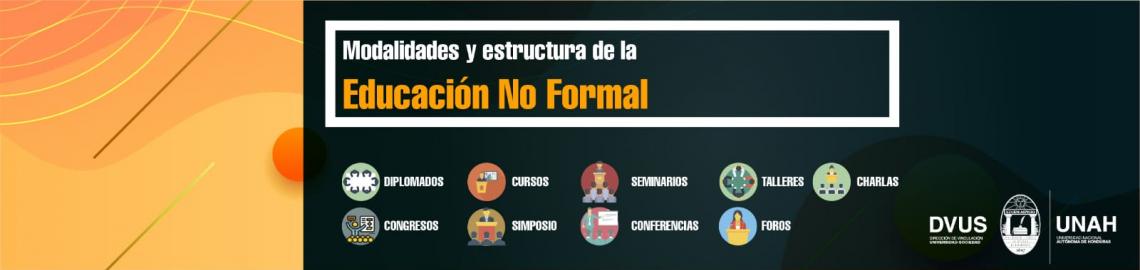 Modalidades y estructura de la
Educación No Formal
DIPLOMADOS
CURSOS
SEMINARIOS
TALLERES
CHARLAS
CONGRESOS
SIMPOSIO
CONFERENCIAS
FOROS
DVUS
DIRECCIÓN DE VINCULACIÓN
UNIVERSIDAD-SOCIEDAD
UNAH
UNIVERSIDAD NACIONAL
AUTÓNOMA DE HONDURAS